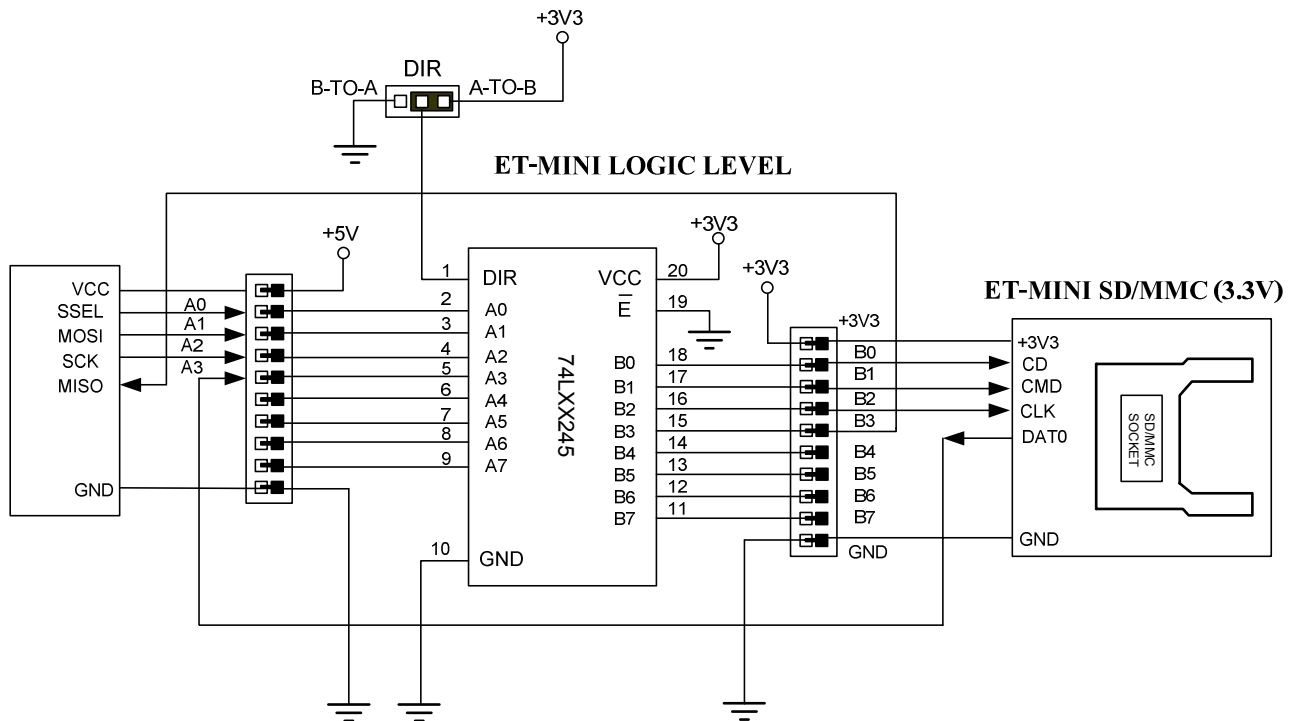 +3V3
DIR
B-TO-A
A-TO-B
ET-MINI LOGIC LEVEL
+5V
+3V3
+3V3
ET-MINI SD/MMC (3.3V)
VCC
SSEL
MOSI
SCK
MISO
GND
A0
A1
A2
A3
1
2
3
4
5
6
7
8
9
10
DIR
A0
A1
A2
A3
A4
A5
A6
A7
GND
74LXX245
VCC
E
B0
B1
B2
B3
B4
B5
B6
B7
20
19
18
17
16
15
14
13
12
11
+3V3
B0
B1
B2
B3
B4
B5
B6
B7
GND
+3V3
CD
CMD
CLK
DAT0
GND
SD/MMC
SOCKET